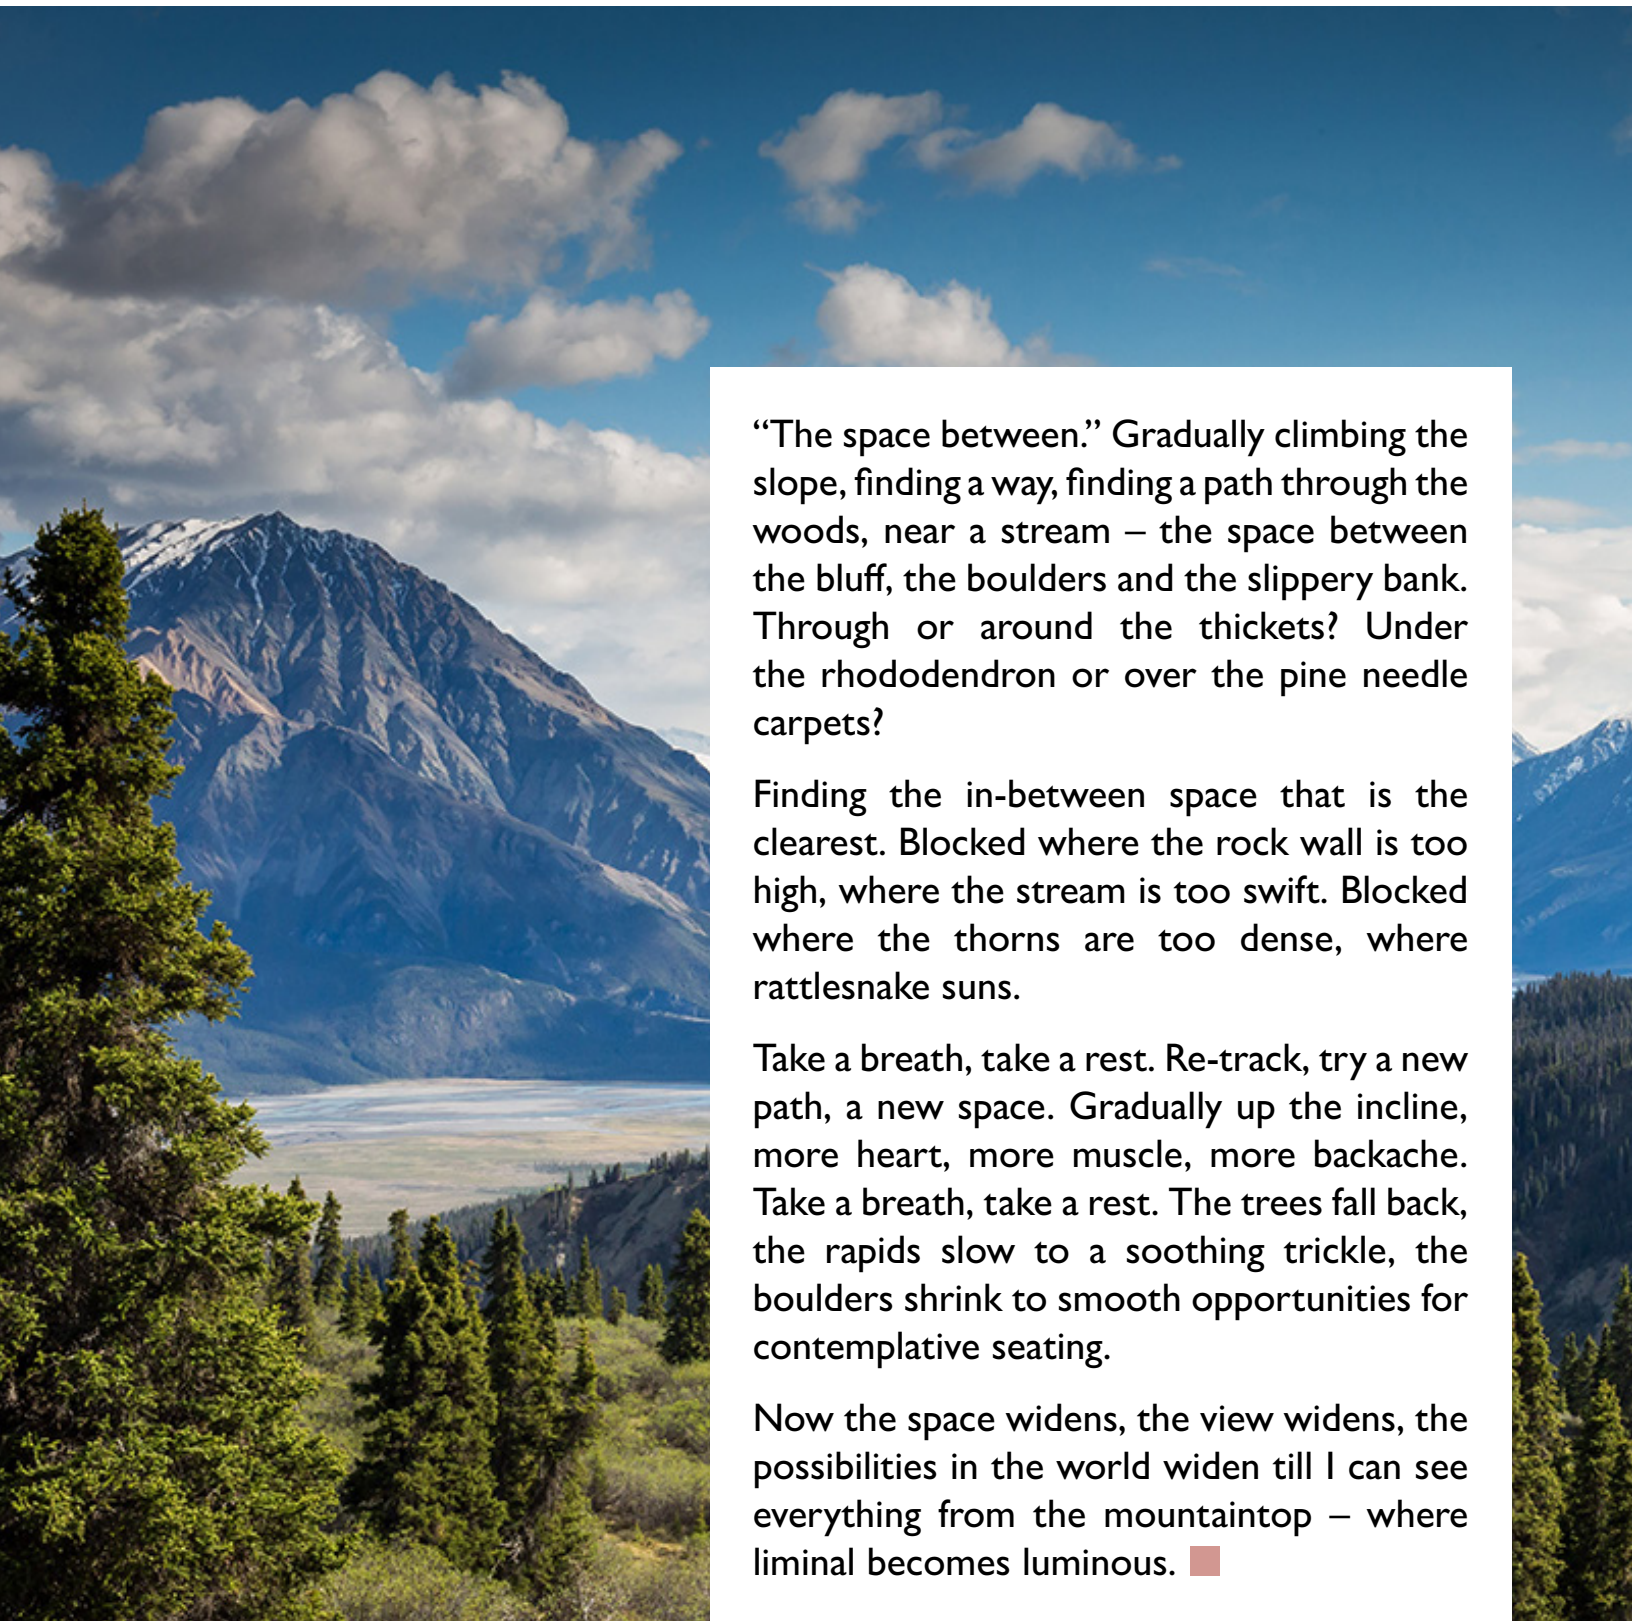 “The space between.” Gradually climbing the
slope, finding a way, finding a path through the
woods, near a stream – the space between
the bluff, the boulders and the slippery bank.
Through or around the thickets? Under
the rhododendron or over the pine needle
carpets?
Finding the in-between space that is the
clearest. Blocked where the rock wall is too
high, where the stream is too swift. Blocked
where the thorns are too dense, where
rattlesnake suns.
Take a breath, take a rest. Re-track, try a new
path, a new space. Gradually up the incline,
more heart, more muscle, more backache.
Take a breath, take a rest. The trees fall back,
the rapids slow to a soothing trickle, the
boulders shrink to smooth opportunities for
contemplative seating.
Now the space widens, the view widens, the
possibilities in the world widen till I can see
everything from the mountaintop – where
liminal becomes luminous.